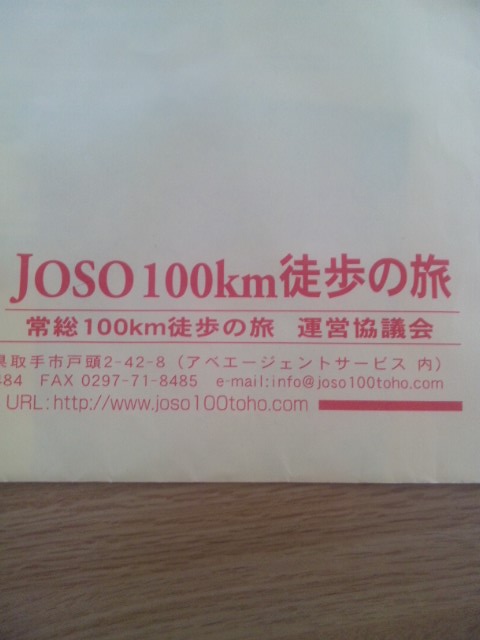 JOSO 100km徒歩の旅
常総100km徒歩の旅 運営協議会
県取手市戸頭2-42-8（アベエージェントサービス 内）
484 FAX 0297-71-8485 e-mail:info@joso100toho.com
URL:http://www.joso100toho.com